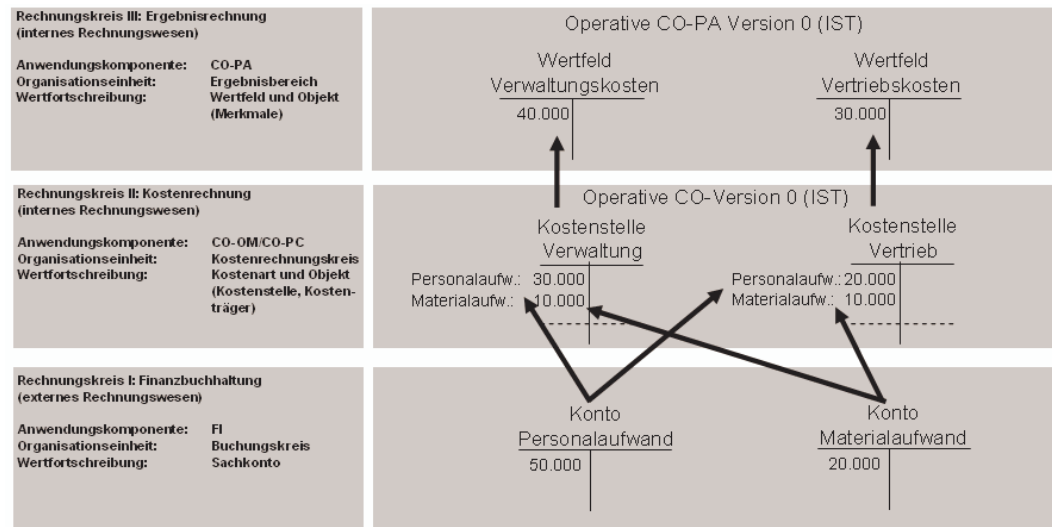 Rechnungskreis III: Ergebnisrechnung
(internes Rechnungswesen)
Anwendungskomponente: CO-PA
Organisationseinheit: Ergebnisbereich
Wertfortschreibung: Wertfeld und Objekt
(Merkmale)
Operative CO-PA Version 0 (IST)
Wertfeld
Verwaltungskosten
40.000
Wertfeld
Vertriebskosten
30.000
Rechnungskreis II: Kostenrechnung
(internes Rechnungswesen)
Anwendungskomponente: CO-OM/CO-PC
Organisationseinheit: Kostenrechnungskreis
Wertfortschreibung: Kostenart und Objekt
(Kostenstelle, Kosten-
träger)
Operative CO-Version 0 (IST)
Kostenstelle
Verwaltung
Personalaufw.: 30.000
Materialaufw.: 10.000
Kostenstelle
Vertrieb
Personalaufw.: 20.000
Materialaufw.: 10.000
Rechnungskreis I: Finanzbuchhaltung
(externes Rechnungswesen)
Anwendungskomponente: FI
Organisationseinheit: Buchungskreis
Wertfortschreibung: Sachkonto
Konto
Personalaufwand
50.000
Konto
Materialaufwand
20.000